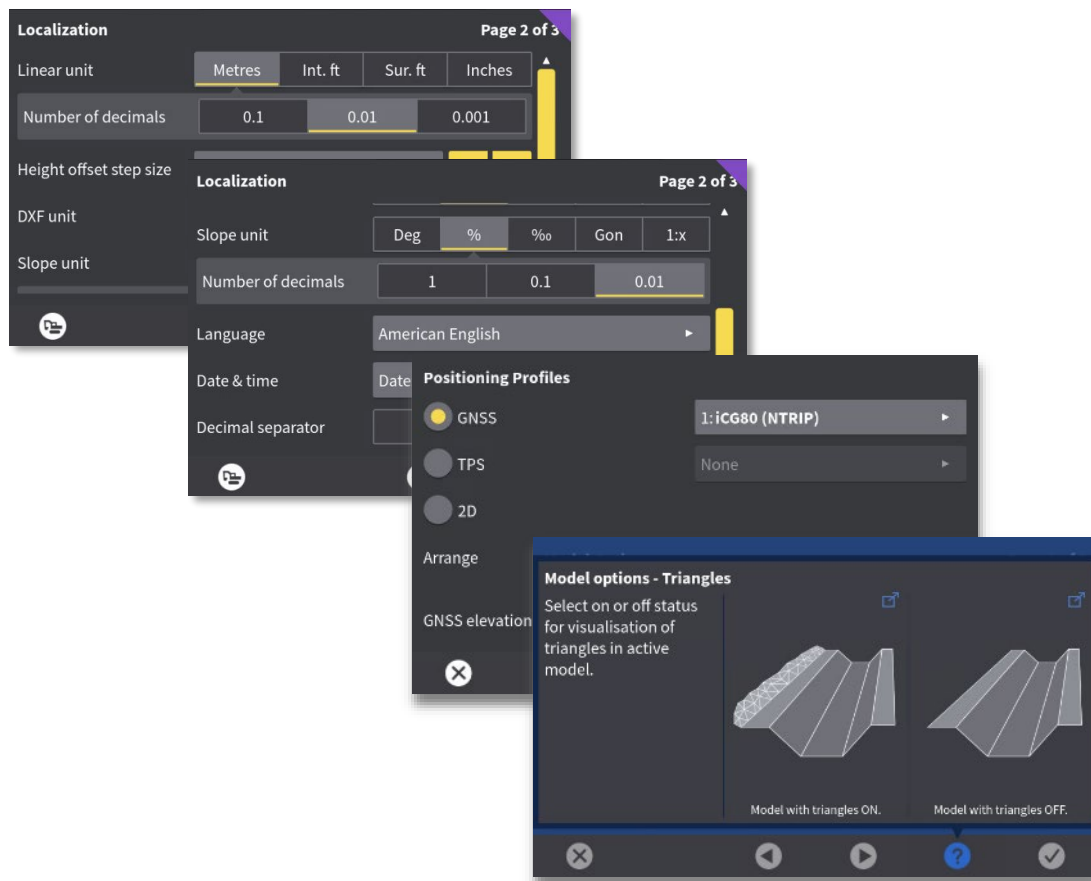 Localization
Page 2 of 3
Linear unit
Metres
Int. ft
Sur. ft
Inches
Number of decimals
0.1
0.01
0.001
Height offset step size
DXF unit
Slope unit
Localization
Page 2 of 3
Slope unit
Deg
%
‰
Gon
1:x
Number of decimals
1
0.1
0.01
Language
American English
Date & time
Date
Decimal separator
Positioning Profiles
GNSS
1: iCG80 (NTRIP)
TPS
None
2D
Arrange
GNSS elevation
Model options - Triangles
Select on or off status
for visualisation of
triangles in active
model.
Model with triangles ON.
Model with triangles OFF.
?